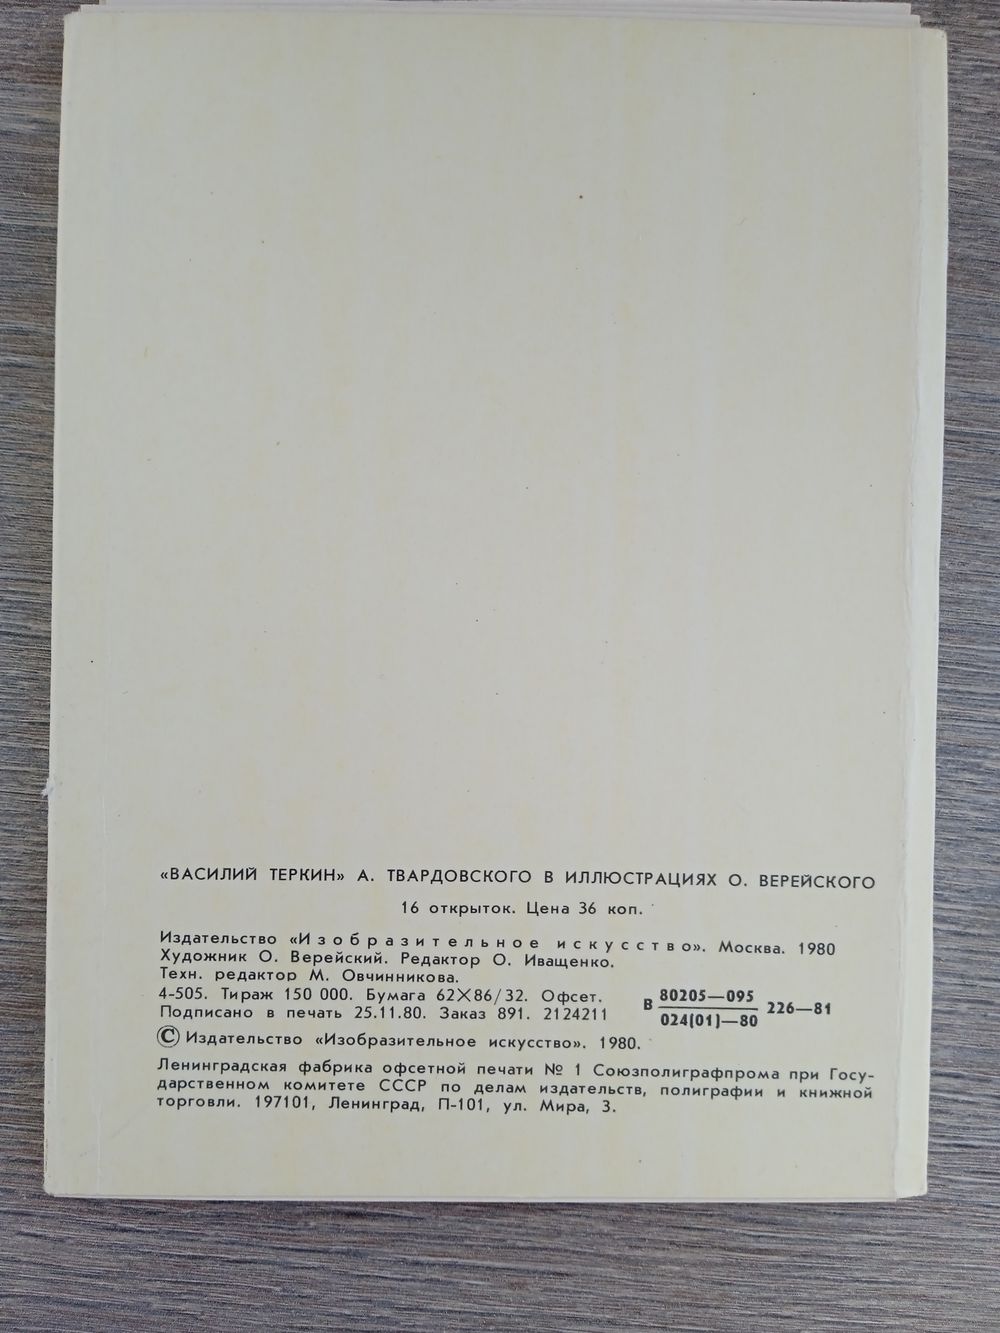 «ВАСИЛИЙ ТЕРКИН» А. ТВАРДОВСКОГО В ИЛЛЮСТРАЦИЯХ О. ВЕРЕЙСКОГО
16 открыток. Цена 36 коп.
Издательство «Изобразительное искусство». Москва. 1980
Художник О. Верейский. Редактор О. Иващенко.
Техн. редактор М. Овчинникова.
4-505. Тираж 150 000. Бумага 62×86/32. Офсет.
Подписано в печать 25.11.80. Заказ 891. 2124211
В 80205—095 226—81
024(01)—80
© Издательство «Изобразительное искусство». 1980.
Ленинградская фабрика офсетной печати № 1 Союзполиграфпрома при Госу-
дарственном комитете СССР по делам издательств, полиграфии и книжной
торговли. 197101, Ленинград, П-101, ул. Мира, 3.